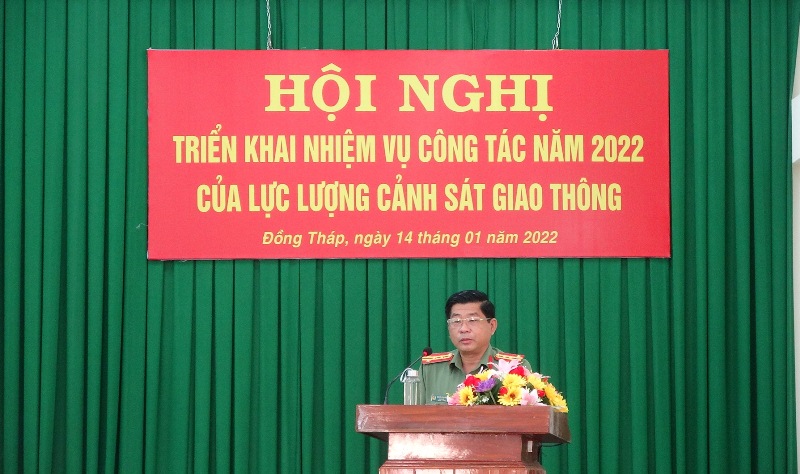 HỘI NGHỊ
TRIỂN KHAI NHIỆM VỤ CÔNG TÁC NĂM 2022
CỦA LỰC LƯỢNG CẢNH SÁT GIAO THÔNG
Đồng Tháp, ngày 14 tháng 01 năm 2022